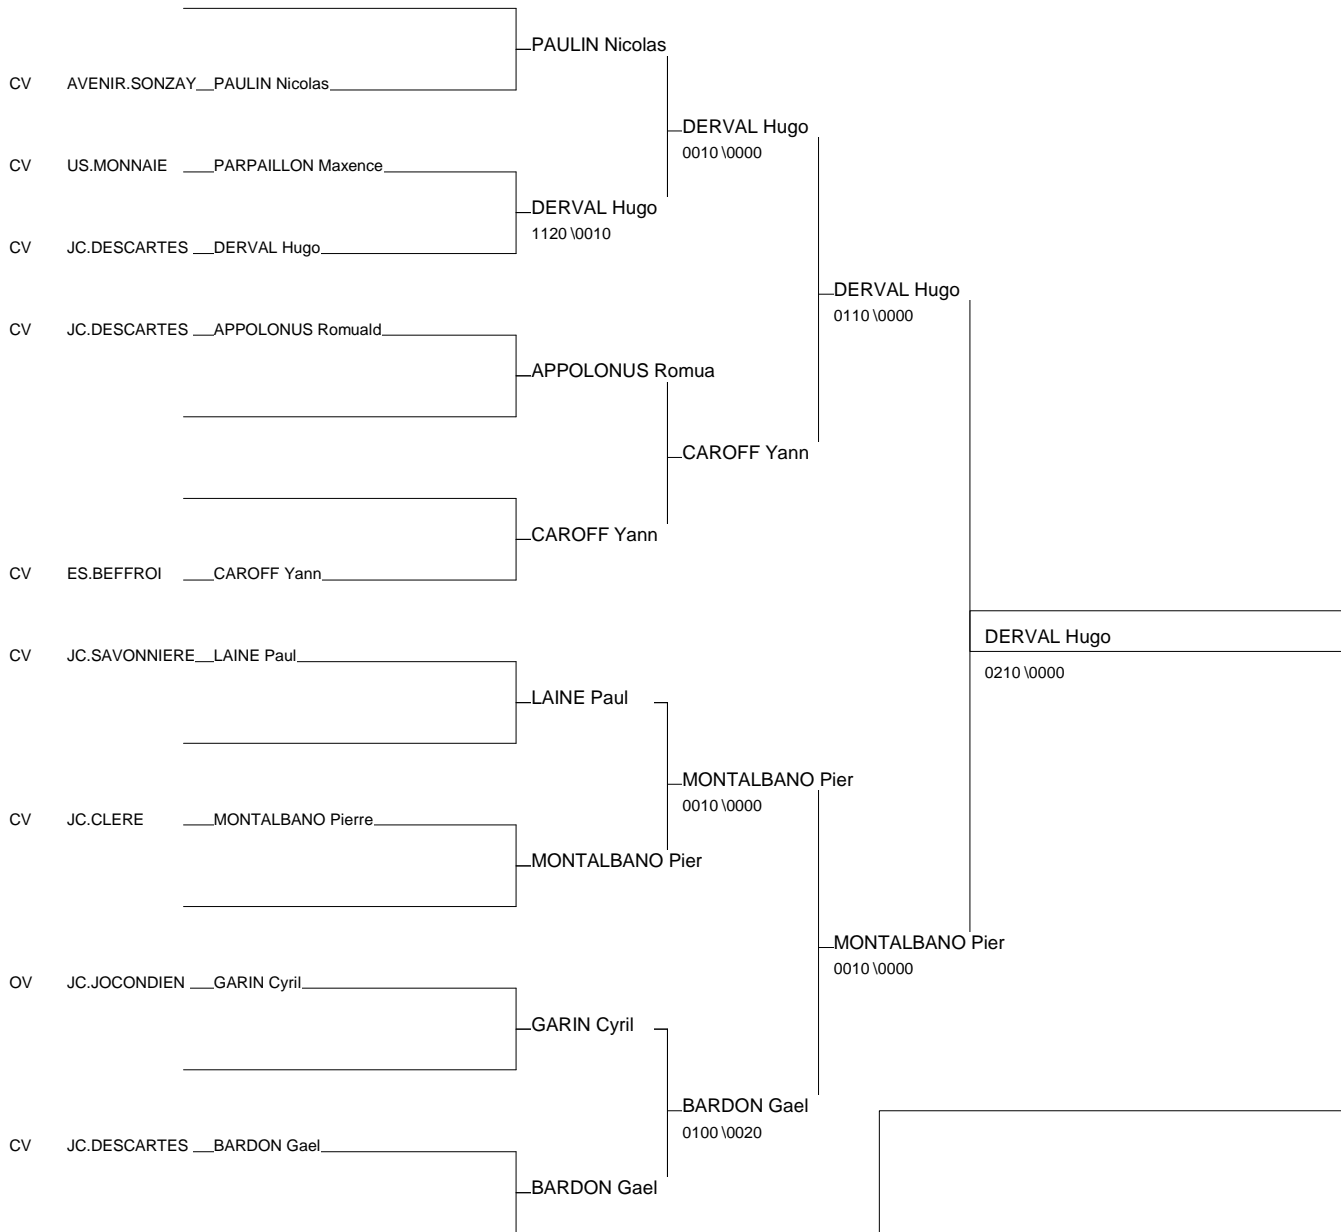 PAULIN Nicolas
CV AVENIR.SONZAY PAULIN Nicolas
DERVAL Hugo
0010 \0000
CV US.MONNAIE PARPAILLON Maxence
DERVAL Hugo
1120 \0010
CV JC.DESCARTES DERVAL Hugo
DERVAL Hugo
0110 \0000
CV JC.DESCARTES APPOLONUS Romuald
APPOLONUS Romua
CAROFF Yann
CAROFF Yann
CV ES.BEFFROI CAROFF Yann
DERVAL Hugo
0210 \0000
CV JC.SAVONNIERE LAINE Paul
LAINE Paul
MONTALBANO Pier
0010 \0000
CV JC.CLERE MONTALBANO Pierre
MONTALBANO Pier
MONTALBANO Pier
0010 \0000
OV JC.JOCONDIEN GARIN Cyril
GARIN Cyril
BARDON Gael
0100 \0020
CV JC.DESCARTES BARDON Gael
BARDON Gael